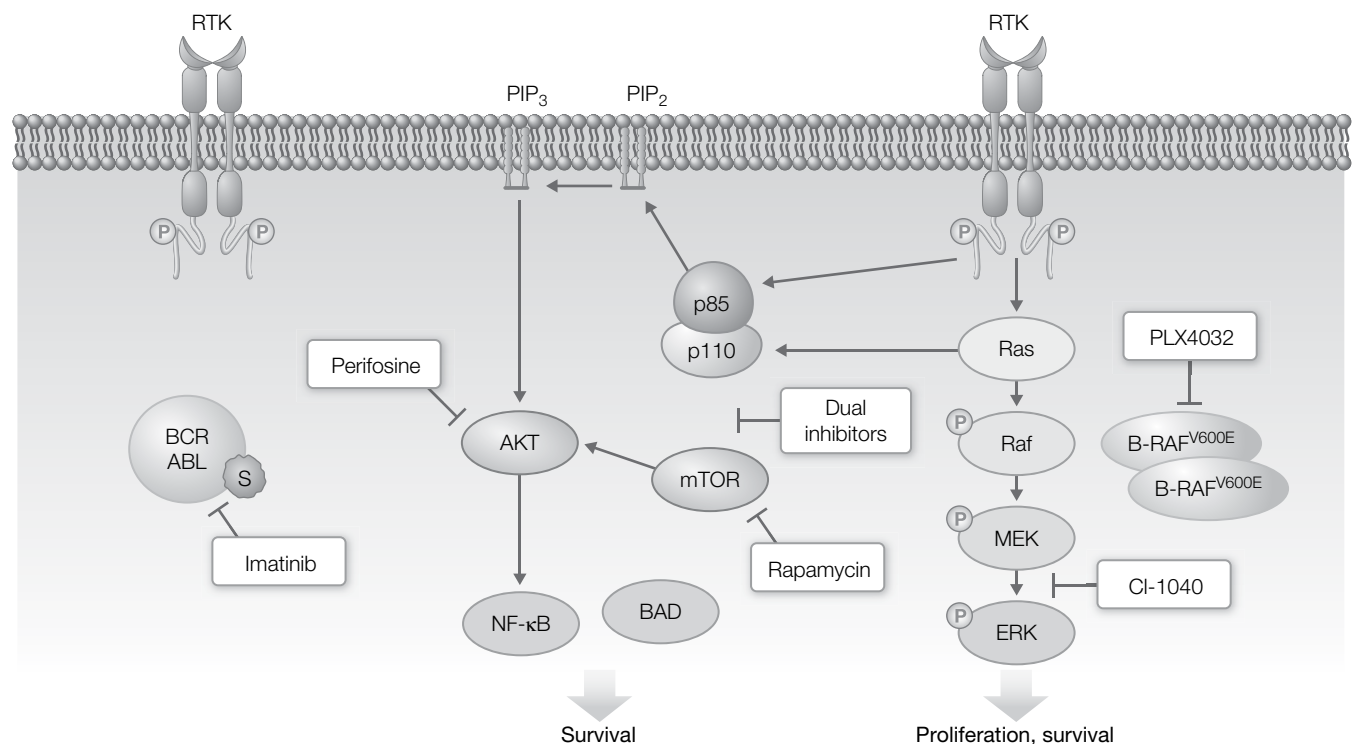 RTK
RTK
PIP3
PIP2
P
P
P
P
p85
p110
Ras
PLX4032
Perifosine
Dual
inhibitors
BCR
ABL
S
AKT
P
Raf
B-RAFV600E
mTOR
B-RAFV600E
P
MEK
Imatinib
Rapamycin
CI-1040
NF-κB
BAD
P
ERK
Survival
Proliferation, survival